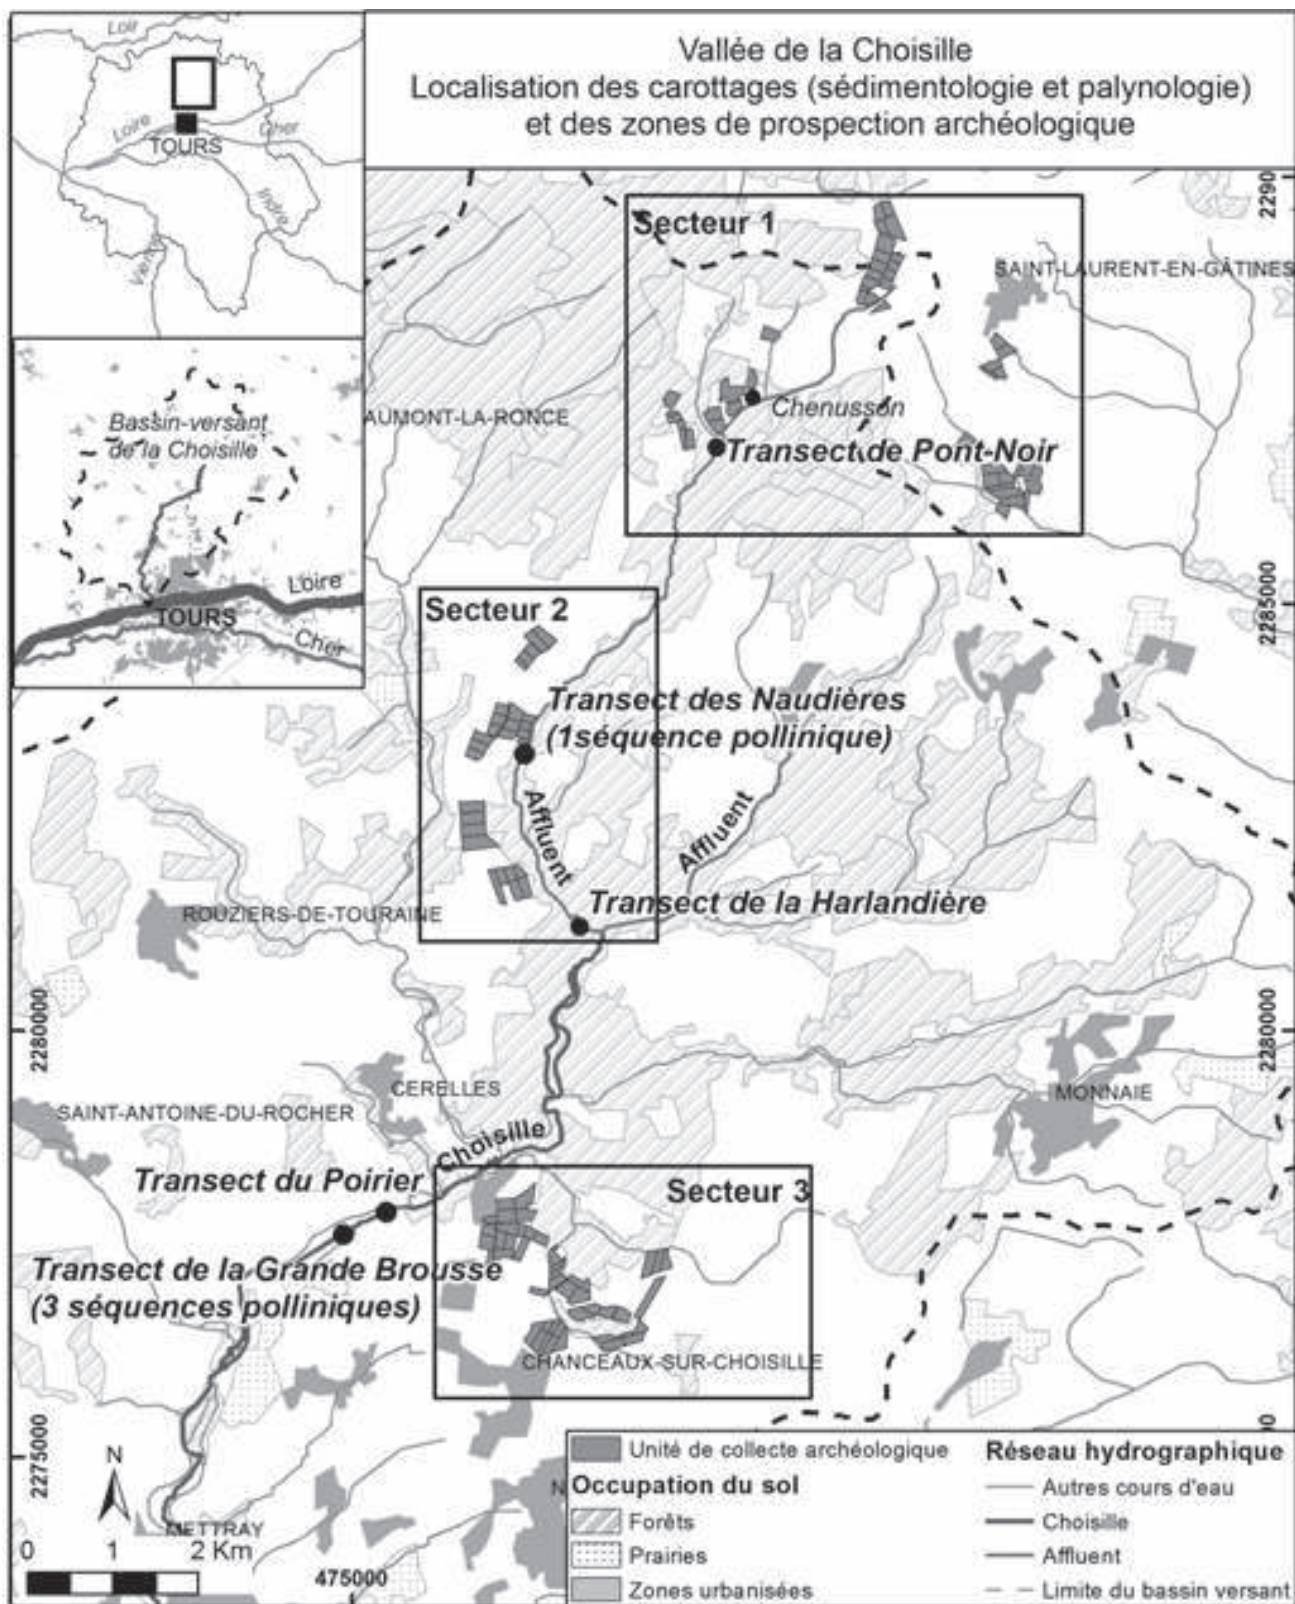 Vallée de la Choisille
Localisation des carottages (sédimentologie et palynologie)
et des zones de prospection archéologique
Loir
Loire
Cher
TOURS
Indre
Bassin-versant
de la Choisille
Loire
TOURS
Cher
2290
Secteur 1
SAINT-LAURENT-EN-GÂTINES
AUMONT-LA-RONCE
Chenusson
Transect de Pont-Noir
2285000
Secteur 2
Transect des Naudières
(1séquence pollinique)
Affluent
Affluent
Transect de la Harlandière
ROUZIERS-DE-TOURAINE
2280000
2280000
CERELLES
MONNAIE
SAINT-ANTOINE-DU-ROCHER
Choisille
Transect du Poirier
Secteur 3
Transect de la Grande Brousse
(3 séquences polliniques)
CHANCEAUX-SUR-CHOISILLE
2275000
N
METTRAY
0 1 2 Km
475000
N
Unité de collecte archéologique
Occupation du sol
Forêts
Prairies
Zones urbanisées
Réseau hydrographique
Autres cours d'eau
Choisille
Affluent
Limite du bassin versant